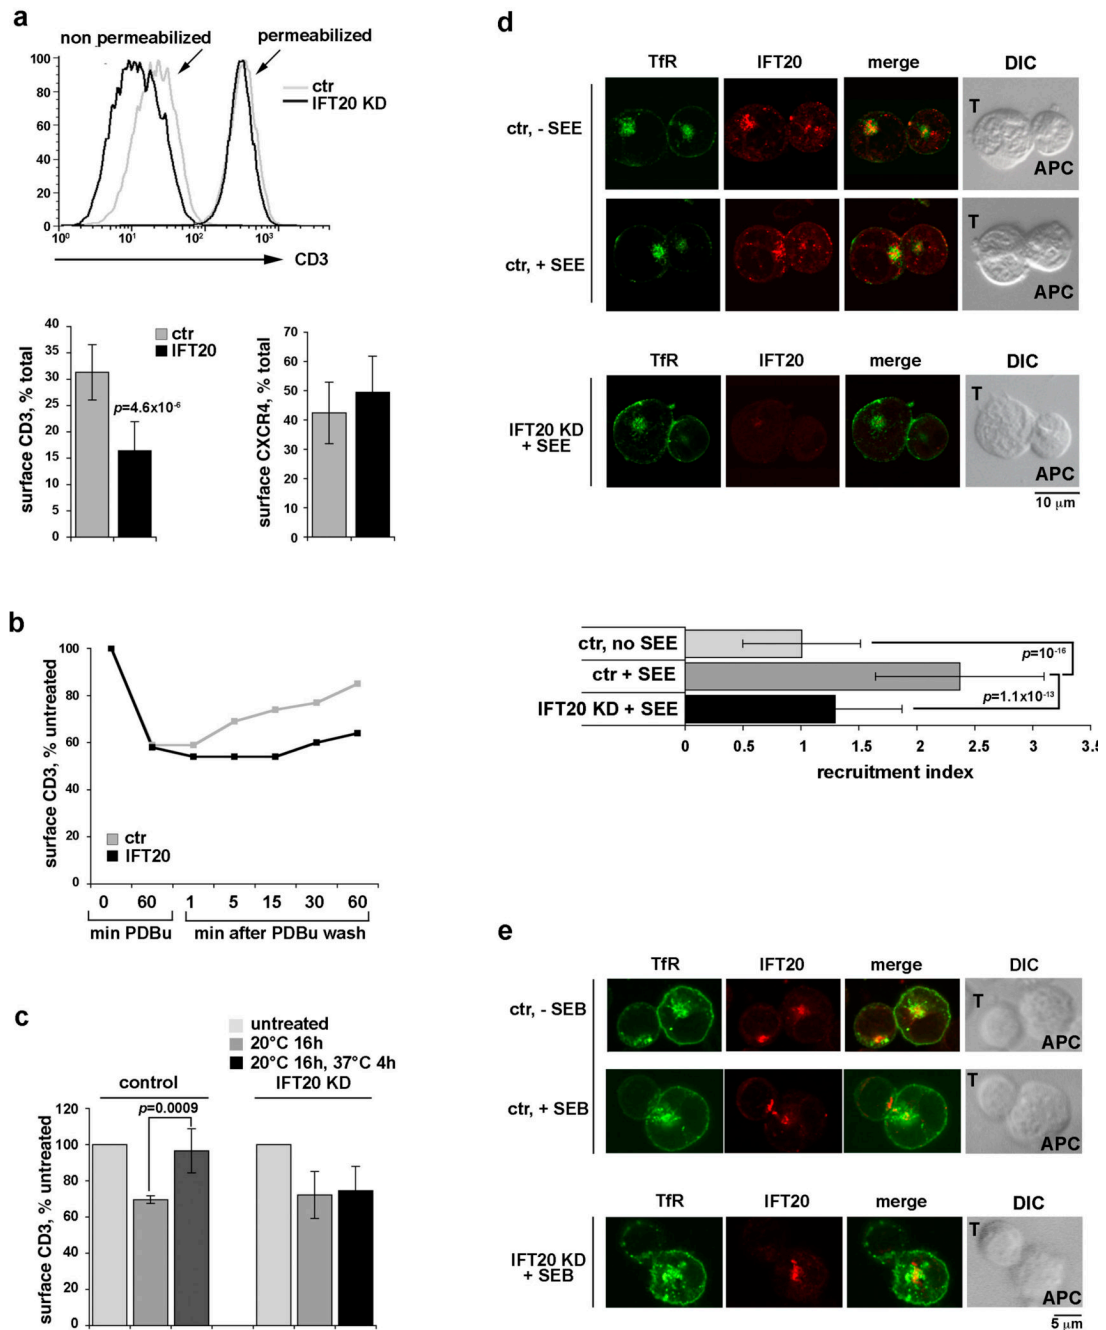 a
non permeabilized
permeabilized
ctr
IFT20 KD
100
80
60
40
20
0
10⁰ 10¹ 10² 10³
CD3
surface CD3, % total
40
35
30
25
20
15
10
5
0
ctr
IFT20
p=4.6x10⁻⁶
surface CXCR4, % total
70
60
50
40
30
20
10
0
b
surface CD3, % untreated
100
80
60
40
20
0
ctr
IFT20
0 60 1 5 15 30 60
min PDBu min after PDBu wash
c
untreated
20°C 16h
20°C 16h, 37°C 4h
control
IFT20 KD
p=0.0009
surface CD3, % untreated
120
100
80
60
40
20
0
d
TfR IFT20 merge DIC
ctr, - SEE
T
APC
ctr, + SEE
T
APC
TfR IFT20 merge DIC
IFT20 KD
+ SEE
T
APC
10 μm
ctr, no SEE
ctr + SEE
IFT20 KD + SEE
p=10⁻¹⁶
p=1.1x10⁻¹³
0 0.5 1 1.5 2 2.5 3 3.5
recruitment index
e
TfR IFT20 merge DIC
ctr, - SEB
T
APC
ctr, + SEB
T
APC
TfR IFT20 merge DIC
IFT20 KD
+ SEB
T
APC
5 μm